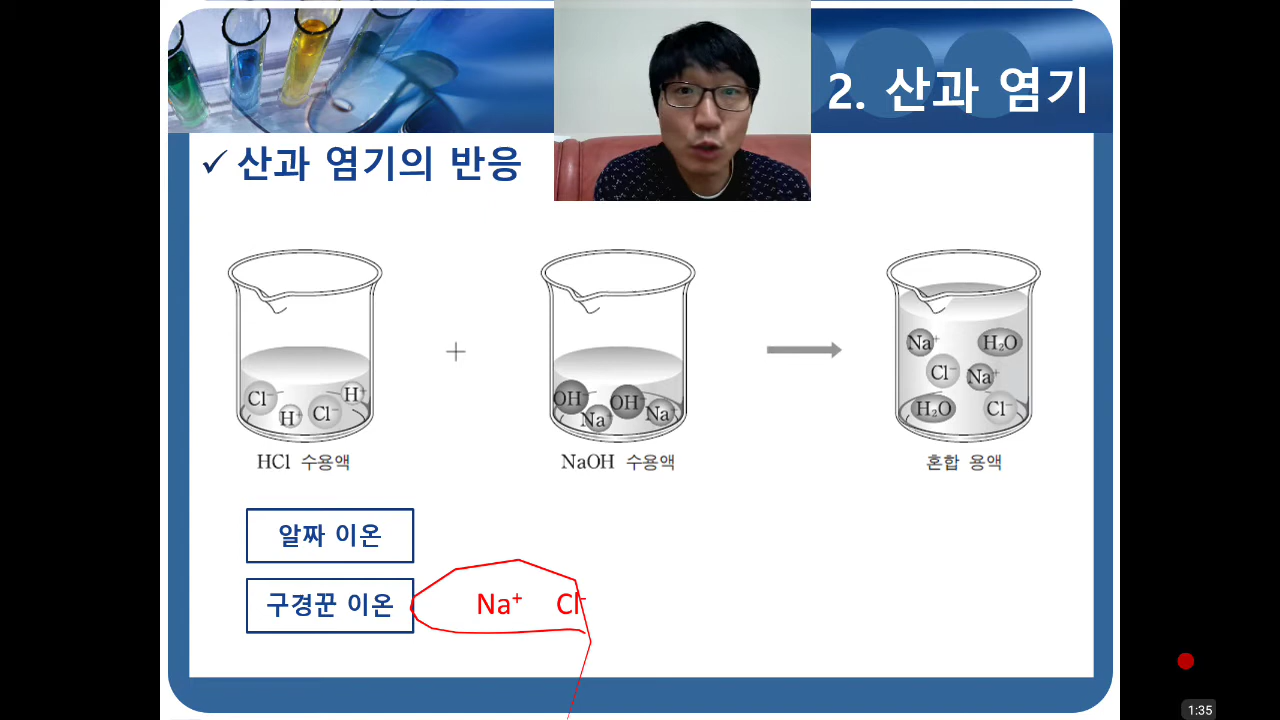 2. 산과 염기
✓ 산과 염기의 반응
Cl⁻ H⁺ Cl⁻ H⁺
+
OH⁻ Na⁺ OH⁻ Na⁺
Na⁺ H₂O
Cl⁻ Na⁺
H₂O Cl⁻
HCl 수용액
NaOH 수용액
혼합 용액
알짜 이온
구경꾼 이온
Na⁺ Cl⁻
1:35